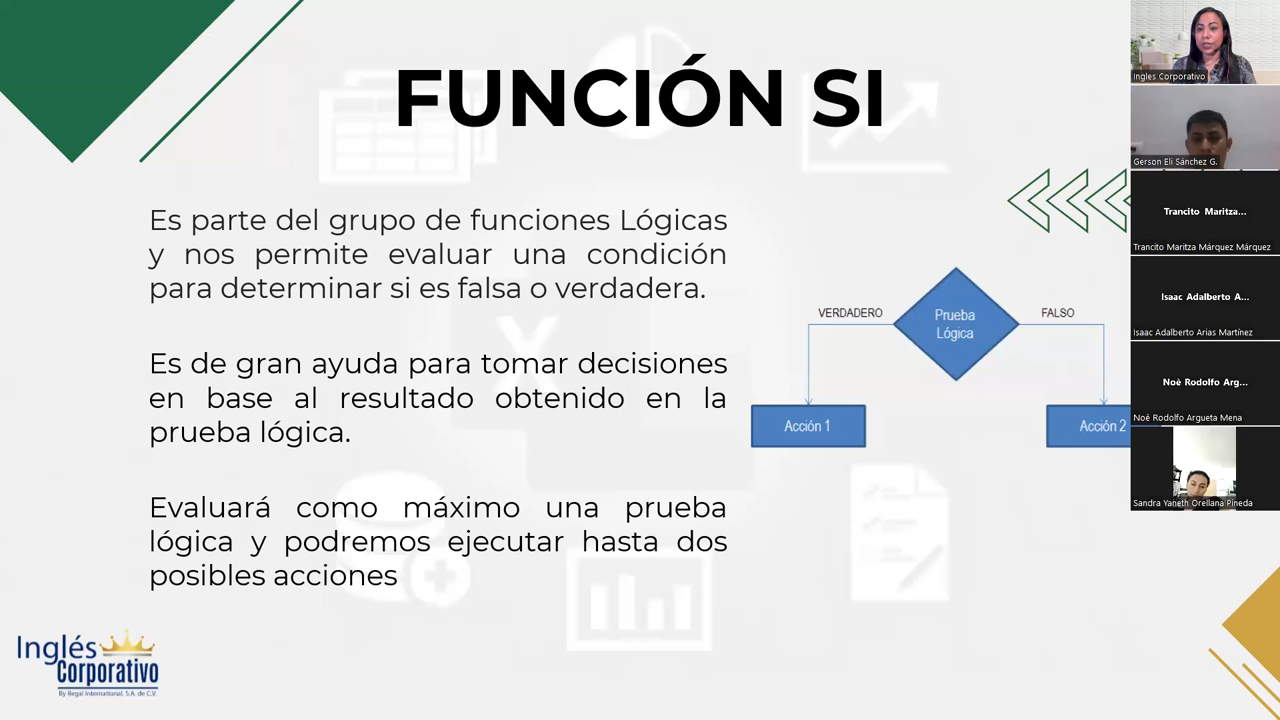 FUNCIÓN SI
Es parte del grupo de funciones Lógicas
y nos permite evaluar una condición
para determinar si es falsa o verdadera.
Es de gran ayuda para tomar decisiones
en base al resultado obtenido en la
prueba lógica.
Evaluará como máximo una prueba
lógica y podremos ejecutar hasta dos
posibles acciones
VERDADERO
Prueba
Lógica
FALSO
Acción 1
Acción 2
Inglés
Corporativo
By Regal International, S.A. de C.V.
Ingles Corporativo
Gerson Eli Sánchez G.
Trancito Maritza...
Trancito Maritza Márquez Márquez
Isaac Adalberto A...
Isaac Adalberto Arias Martínez
Noè Rodolfo Arg...
Noè Rodolfo Argueta Mena
Sandra Yaneth Orellana Pineda